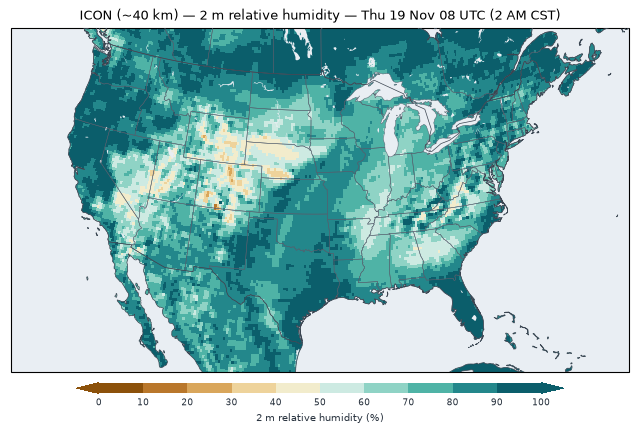 ICON (~40 km) — 2 m relative humidity — Thu 19 Nov 08 UTC (2 AM CST)
0 10 20 30 40 50 60 70 80 90 100
2 m relative humidity (%)